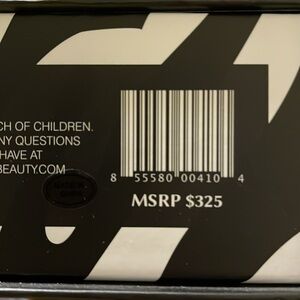 CH OF CHILDREN.
NY QUESTIONS
HAVE AT
BEAUTY.COM
8 55580 00410 4
MSRP $325